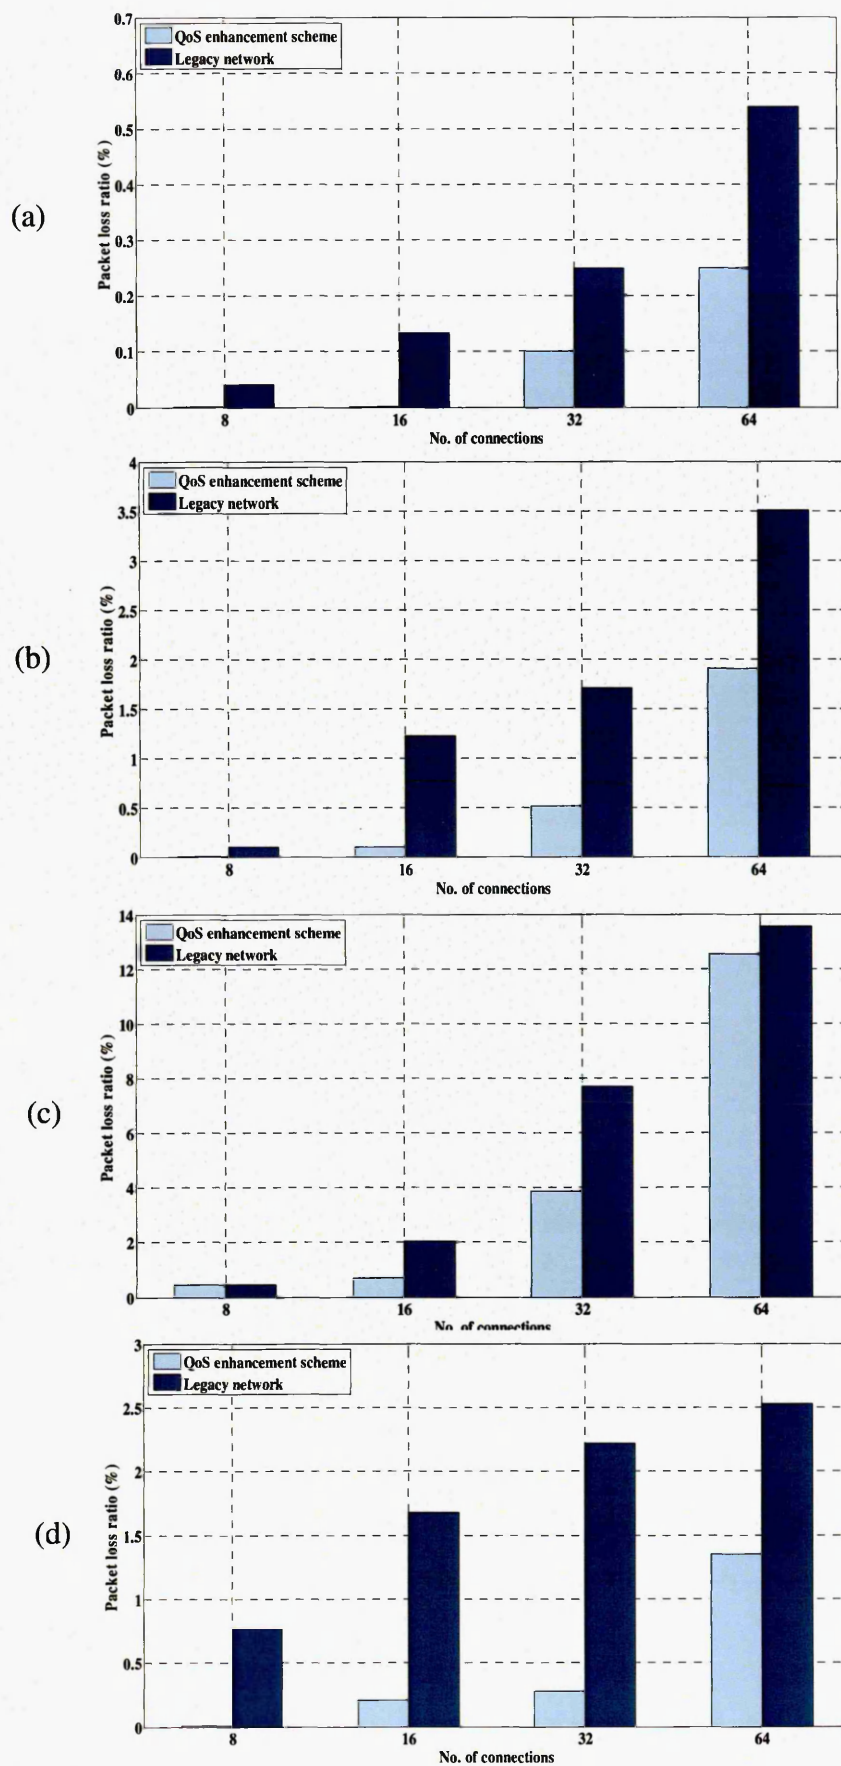 (a)
Packet loss ratio (%)
0.7
0.6
0.5
0.4
0.3
0.2
0.1
0
QoS enhancement scheme
Legacy network
8 16 32 64
No. of connections
(b)
Packet loss ratio (%)
4
3.5
3
2.5
2
1.5
1
0.5
0
QoS enhancement scheme
Legacy network
8 16 32 64
No. of connections
(c)
Packet loss ratio (%)
14
12
10
8
6
4
2
0
QoS enhancement scheme
Legacy network
8 16 32 64
No. of connections
(d)
Packet loss ratio (%)
3
2.5
2
1.5
1
0.5
0
QoS enhancement scheme
Legacy network
8 16 32 64
No. of connections